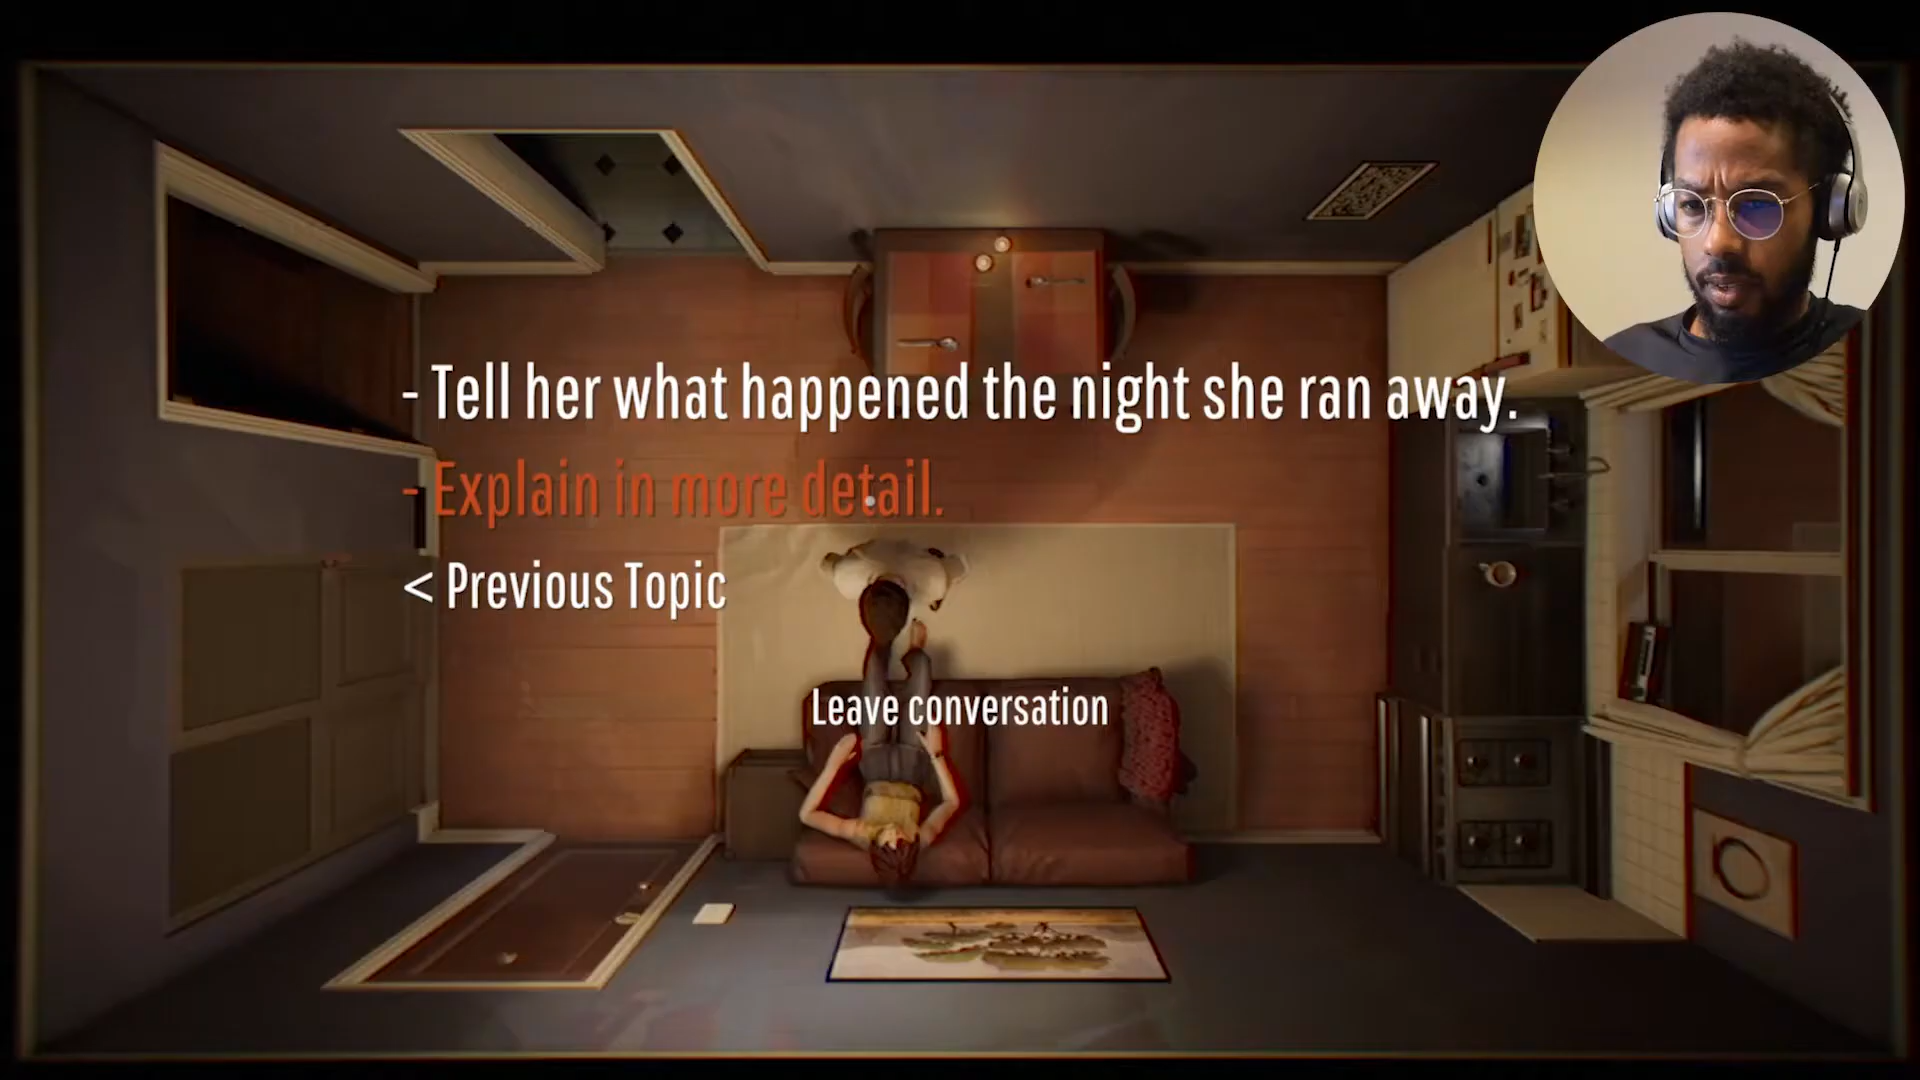 - Tell her what happened the night she ran away.
- Explain in more detail.
< Previous Topic
Leave conversation